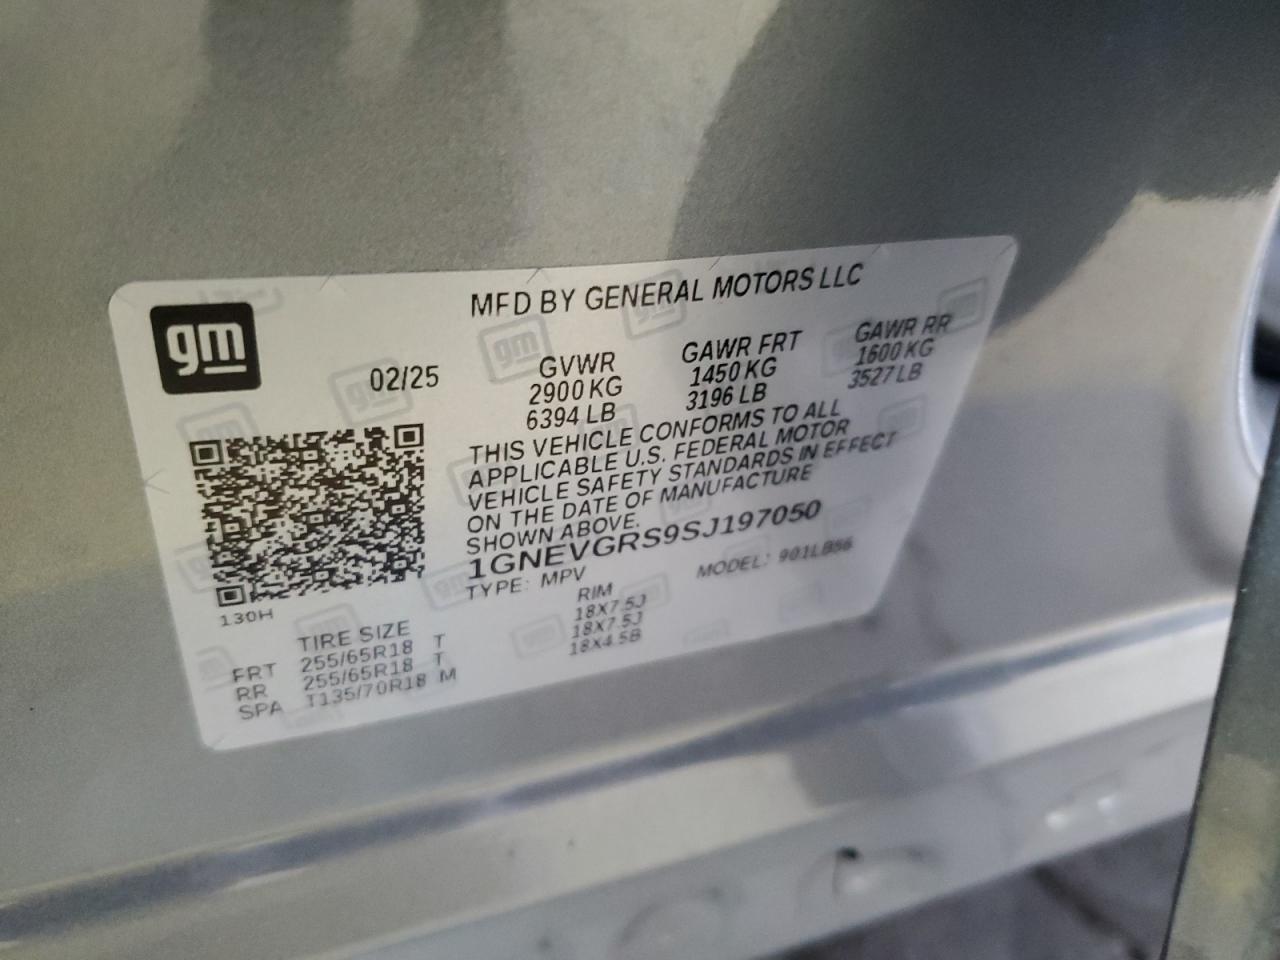 gm
MFD BY GENERAL MOTORS LLC
02/25
GVWR GAWR FRT GAWR RR
2900 KG 1450 KG 1600 KG
6394 LB 3196 LB 3527 LB
THIS VEHICLE CONFORMS TO ALL
APPLICABLE U.S. FEDERAL MOTOR
VEHICLE SAFETY STANDARDS IN EFFECT
ON THE DATE OF MANUFACTURE
SHOWN ABOVE.
1GNEVGRS9SJ197050
TYPE: MPV MODEL: 901LB56
130H
TIRE SIZE RIM
FRT 255/65R18 T 18X7.5J
RR 255/65R18 T 18X7.5J
SPA T135/70R18 M 18X4.5B